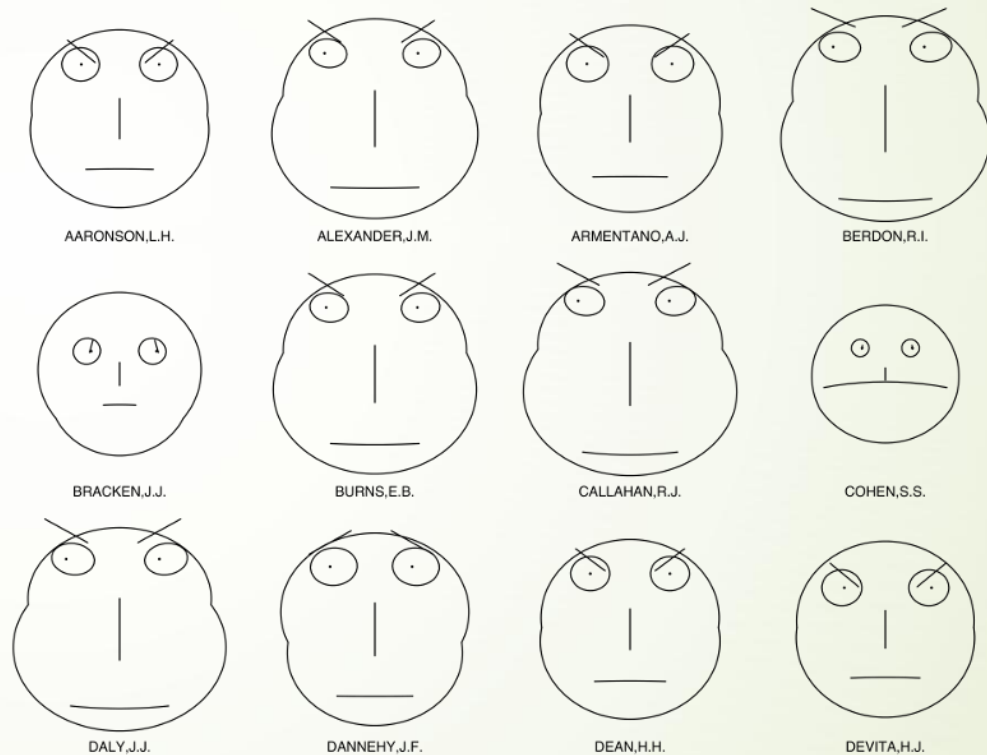 AARONSON,L.H.
ALEXANDER,J.M.
ARMENTANO,A.J.
BERDON,R.I.
BRACKEN,J.J.
BURNS,E.B.
CALLAHAN,R.J.
COHEN,S.S.
DALY,J.J.
DANNEHY,J.F.
DEAN,H.H.
DEVITA,H.J.